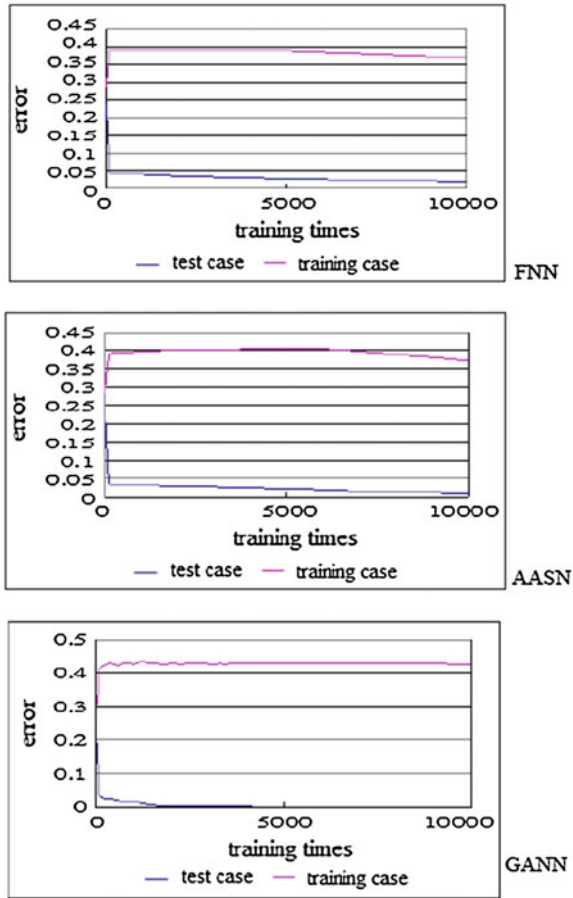 0.45
0.4
0.35
0.3
0.25
0.2
0.15
0.1
0.05
0
error
0 5000 10000
training times
test case training case
FNN
0.45
0.4
0.35
0.3
0.25
0.2
0.15
0.1
0.05
0
error
0 5000 10000
training times
test case training case
AASN
0.5
0.4
0.3
0.2
0.1
0
error
0 5000 10000
training times
test case training case
GANN